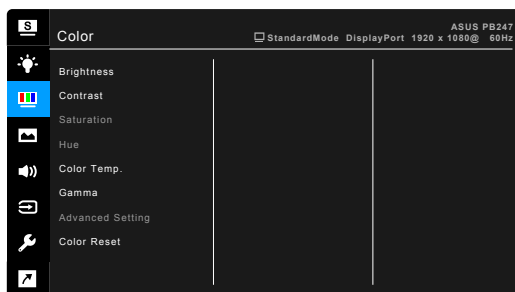 S
Color
ASUS PB247
StandardMode DisplayPort 1920 x 1080@ 60Hz
Brightness
Contrast
Saturation
Hue
Color Temp.
Gamma
Advanced Setting
Color Reset